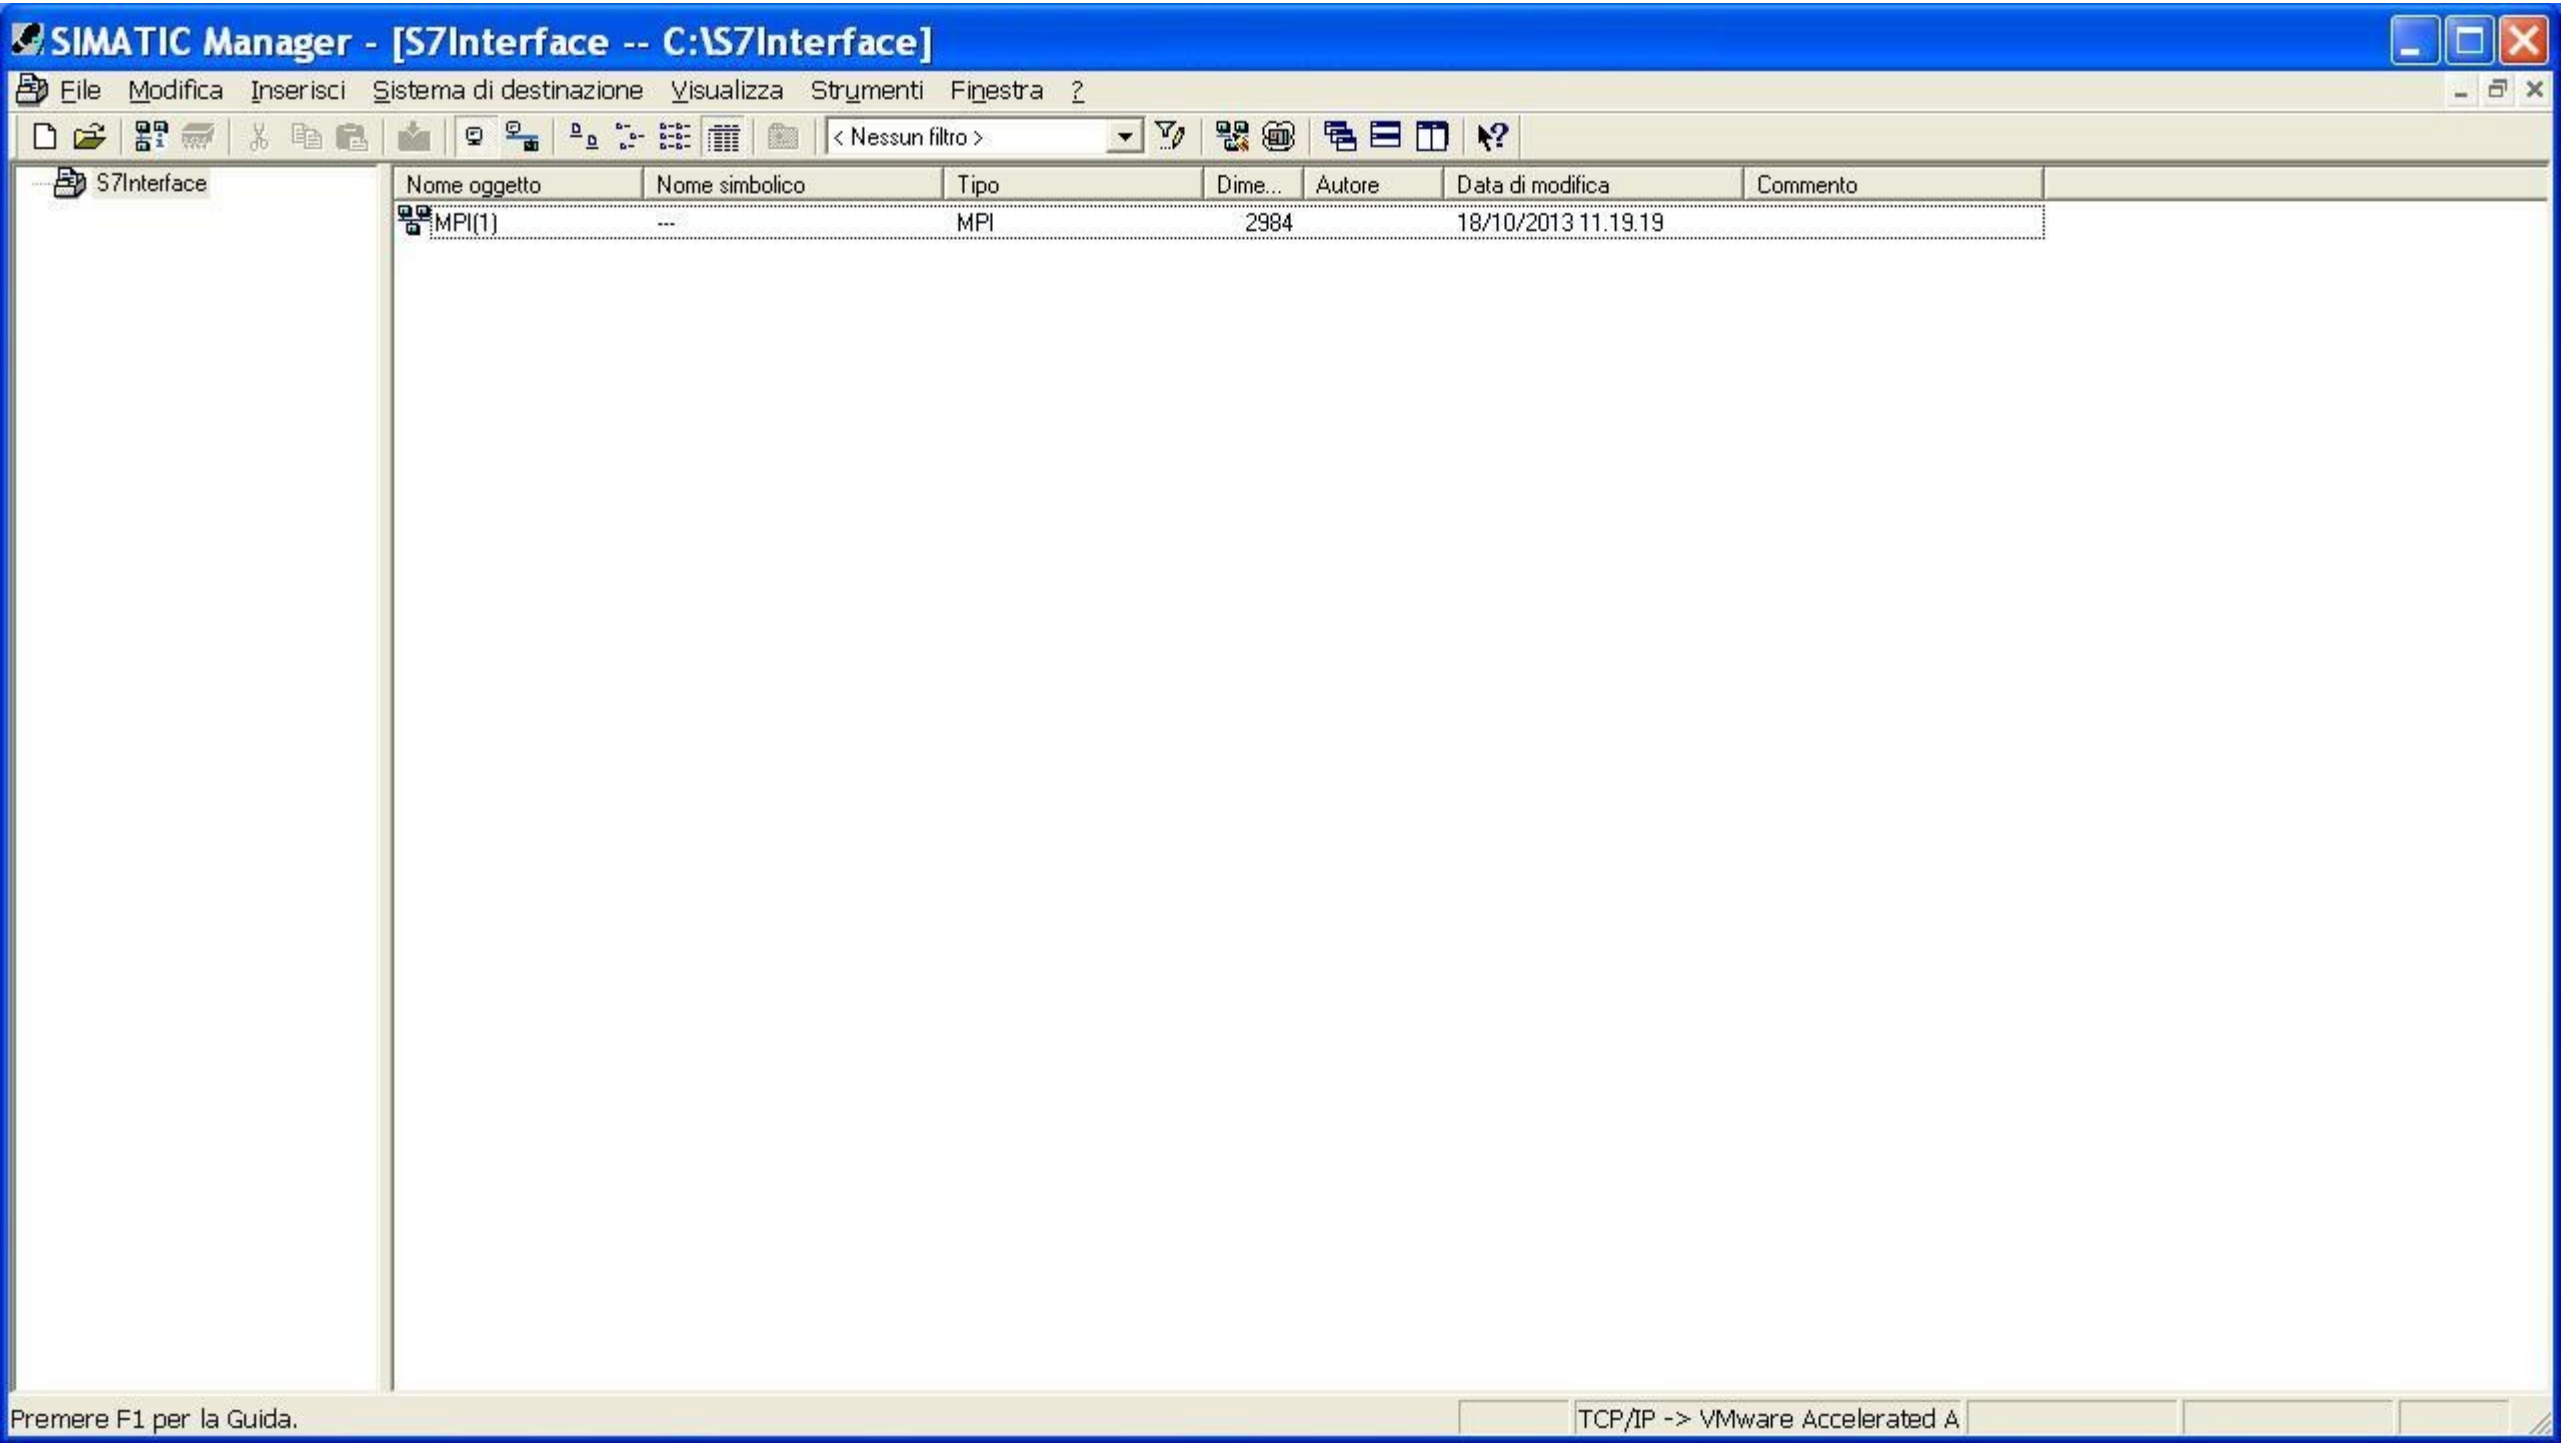 SIMATIC Manager - [S7Interface -- C:\S7Interface]
File Modifica Inserisci Sistema di destinazione Visualizza Strumenti Finestra ?
< Nessun filtro >
S7Interface
Nome oggetto Nome simbolico Tipo Dime... Autore Data di modifica Commento
MPI(1) --- MPI 2984 18/10/2013 11.19.19
Premere F1 per la Guida. TCP/IP -> VMware Accelerated A